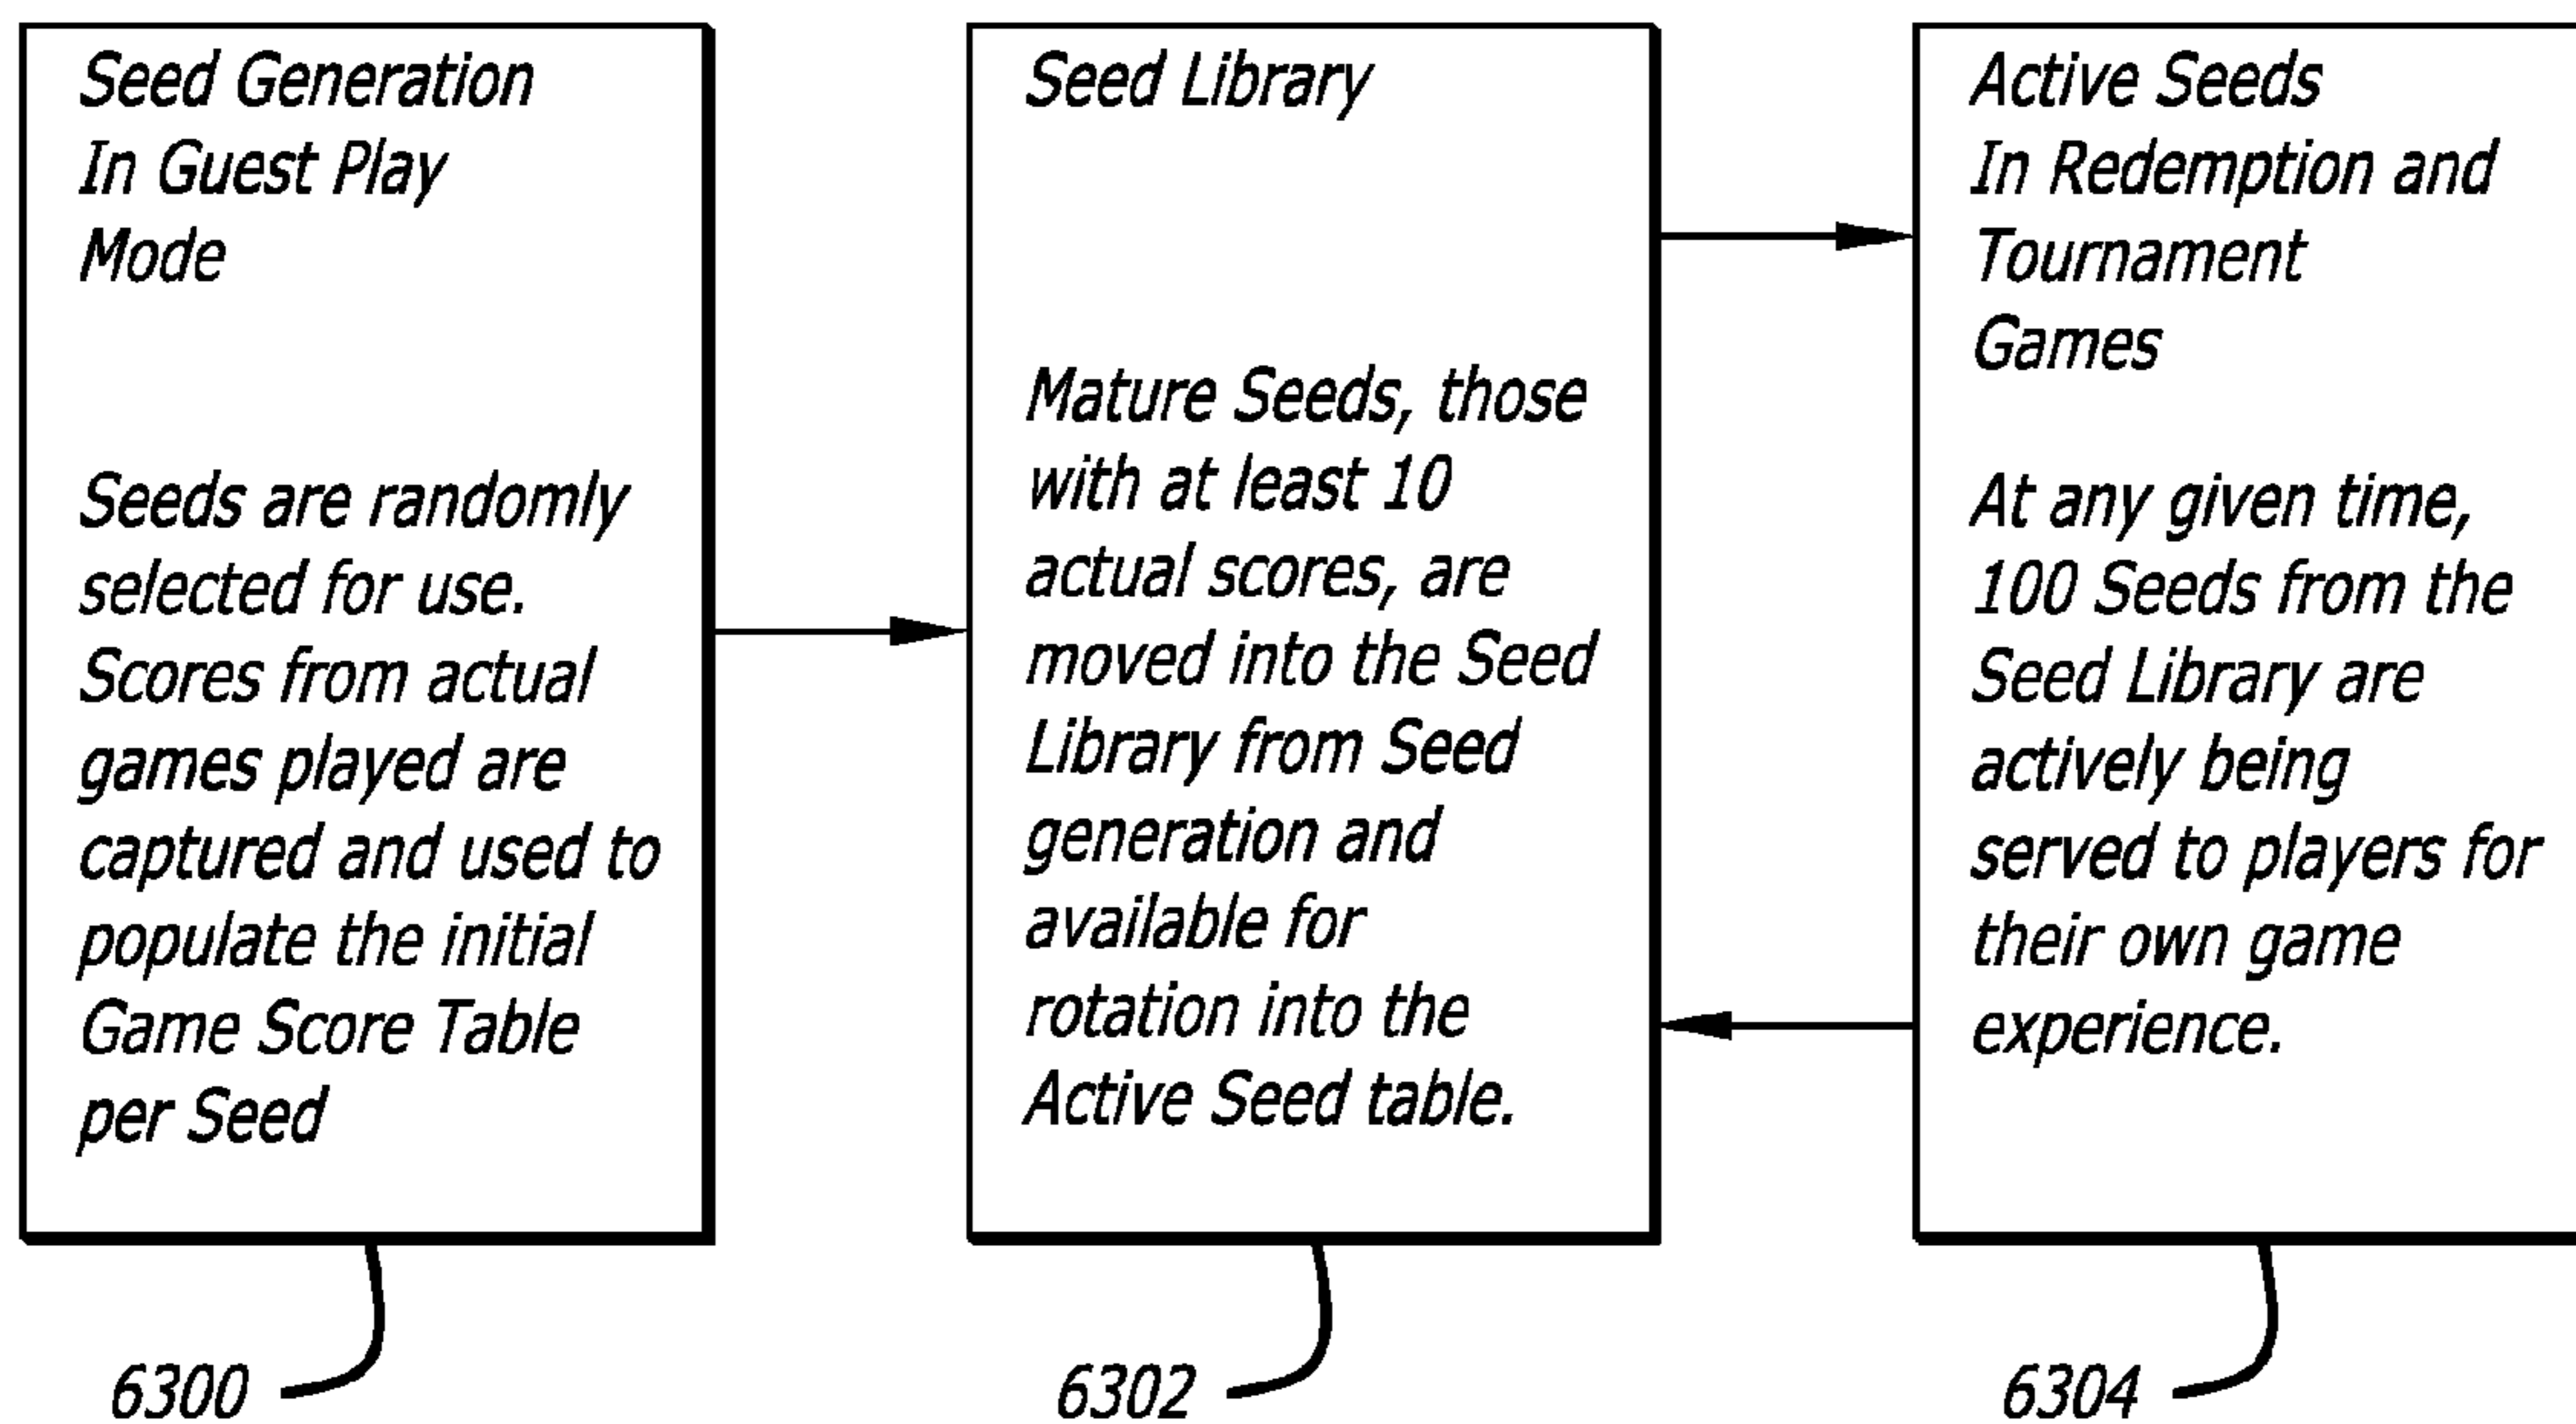 Seed Generation
In Guest Play
Mode
Seeds are randomly
selected for use.
Scores from actual
games played are
captured and used to
populate the initial
Game Score Table
per Seed
6300
Seed Library
Mature Seeds, those
with at least 10
actual scores, are
moved into the Seed
Library from Seed
generation and
available for
rotation into the
Active Seed table.
6302
Active Seeds
In Redemption and
Tournament
Games
At any given time,
100 Seeds from the
Seed Library are
actively being
served to players for
their own game
experience.
6304